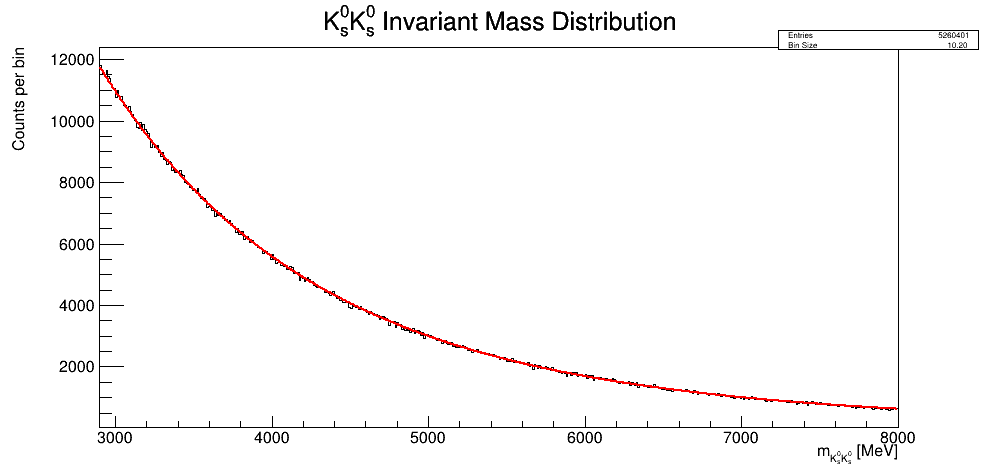 K⁰ₛK⁰ₛ Invariant Mass Distribution
Entries 5260401
Bin Size 10.20
Counts per bin
12000
10000
8000
6000
4000
2000
3000 4000 5000 6000 7000 8000
m_K⁰ₛK⁰ₛ [MeV]